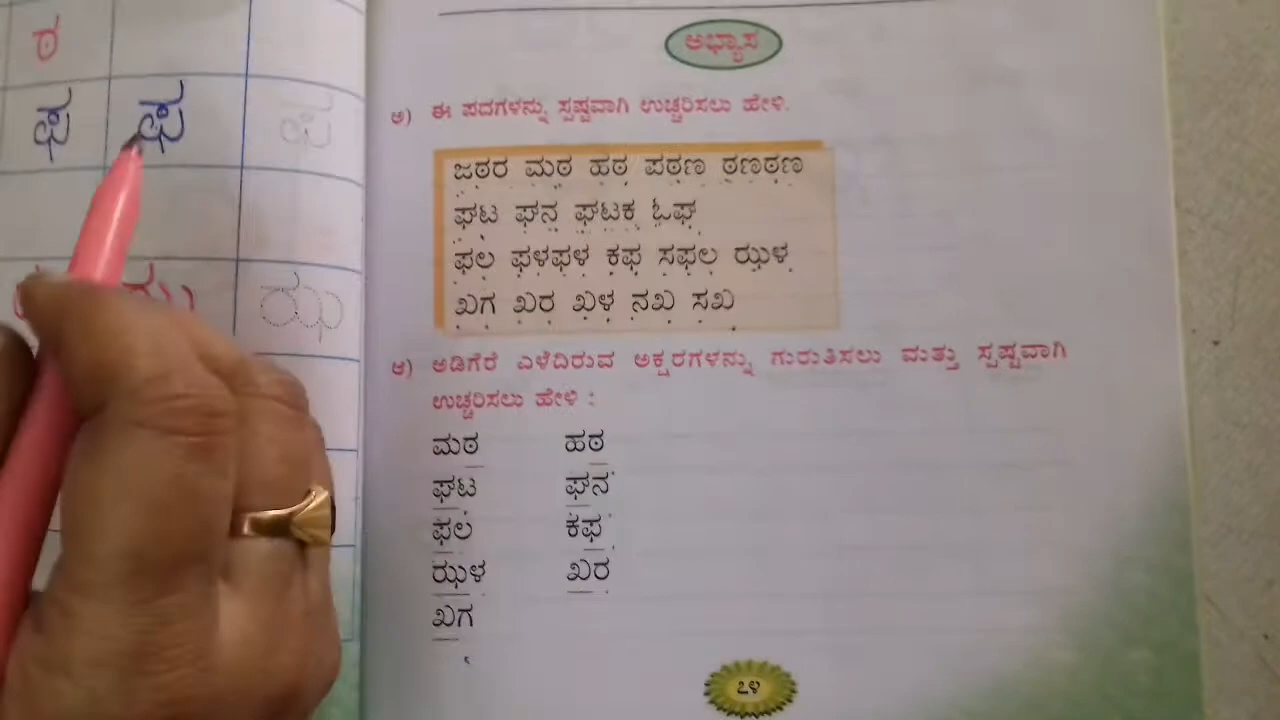 ಠ
ಫ ಫ ಫ
ಝ
ಅಭ್ಯಾಸ
ಅ) ಈ ಪದಗಳನ್ನು ಸ್ಪಷ್ಟವಾಗಿ ಉಚ್ಚರಿಸಲು ಹೇಳಿ.
ಜಠರ ಮಠ ಹಠ ಪಠಣ ಠಣಠಣ
ಘಟ ಘನ ಘಟಕ ಓಘ
ಫಲ ಫಳಫಳ ಕಫ ಸಫಲ ಝಳ
ಖಗ ಖರ ಖಳ ನಖ ಸಖ
ಆ) ಅಡಿಗೆರೆ ಎಳೆದಿರುವ ಅಕ್ಷರಗಳನ್ನು ಗುರುತಿಸಲು ಮತ್ತು ಸ್ಪಷ್ಟವಾಗಿ
ಉಚ್ಚರಿಸಲು ಹೇಳಿ :
ಮಠ ಹಠ
ಘಟ ಘನ
ಫಲ ಕಫ
ಝಳ ಖರ
ಖಗ
೭೪